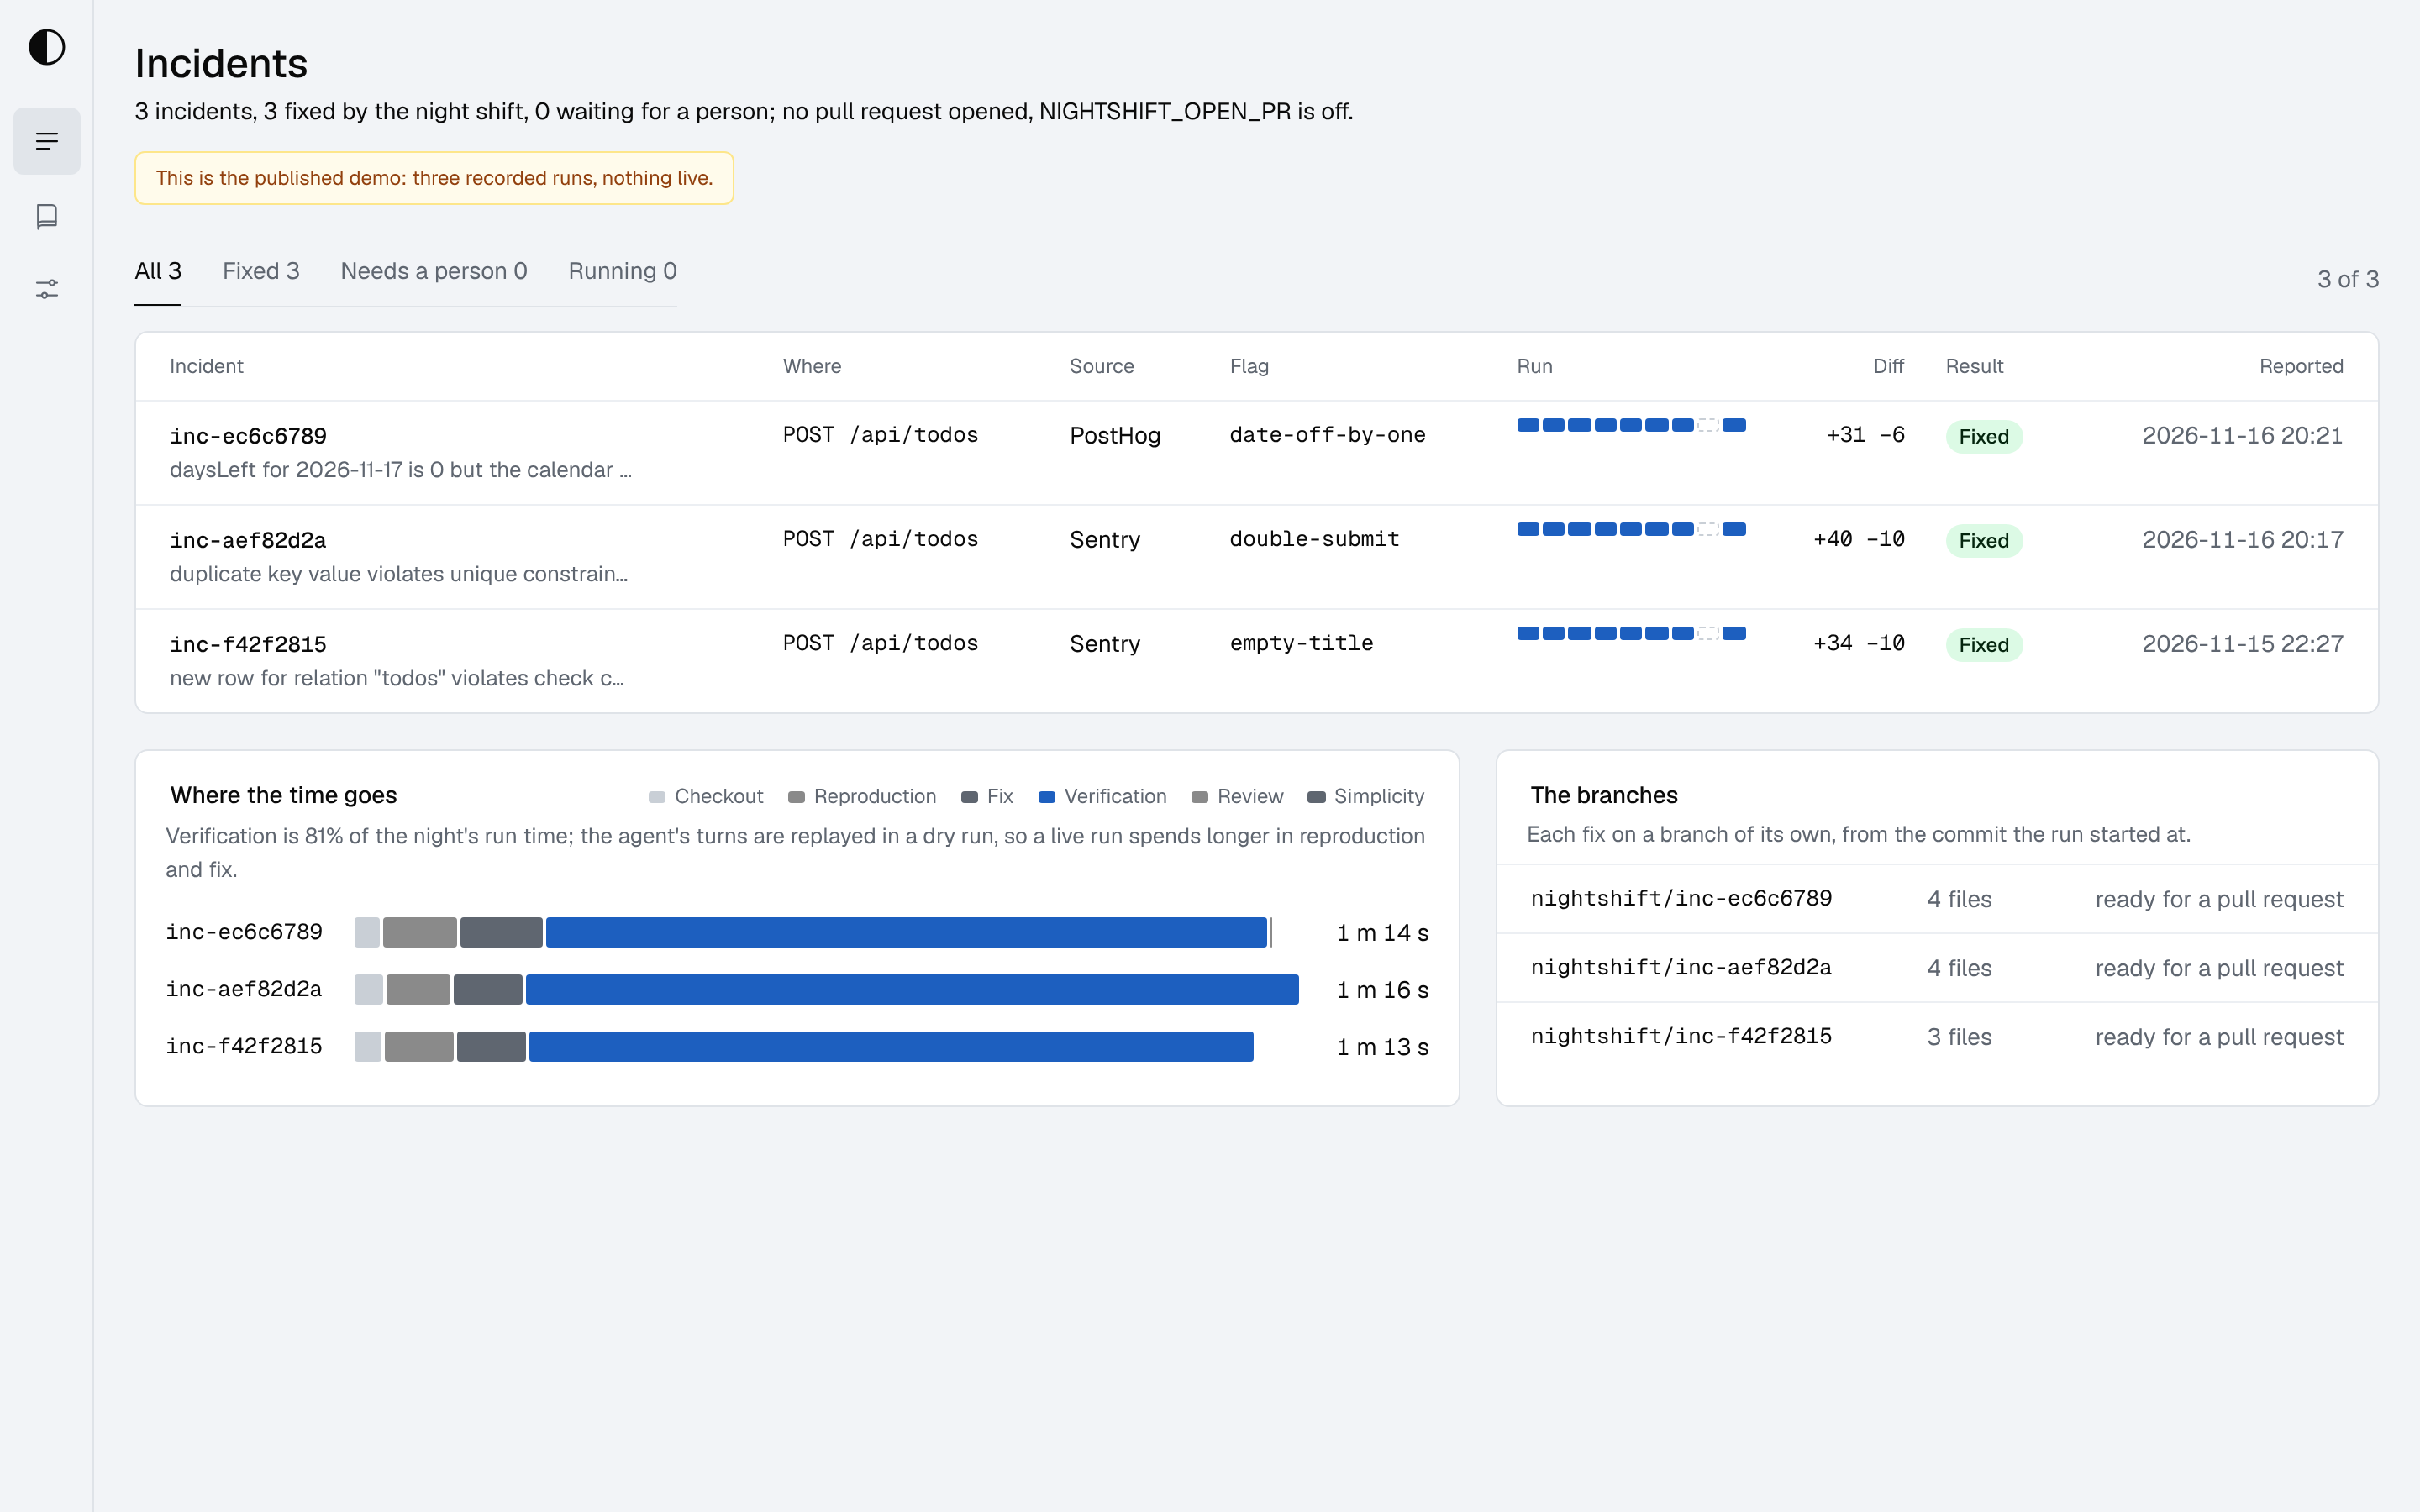 Incidents
3 incidents, 3 fixed by the night shift, 0 waiting for a person; no pull request opened, NIGHTSHIFT_OPEN_PR is off.
This is the published demo: three recorded runs, nothing live.
All 3 Fixed 3 Needs a person 0 Running 0 3 of 3
Incident Where Source Flag Run Diff Result Reported
inc-ec6c6789 POST /api/todos PostHog date-off-by-one +31 −6 Fixed 2026-11-16 20:21
daysLeft for 2026-11-17 is 0 but the calendar …
inc-aef82d2a POST /api/todos Sentry double-submit +40 −10 Fixed 2026-11-16 20:17
duplicate key value violates unique constrain…
inc-f42f2815 POST /api/todos Sentry empty-title +34 −10 Fixed 2026-11-15 22:27
new row for relation "todos" violates check c…
Where the time goes Checkout Reproduction Fix Verification Review Simplicity
Verification is 81% of the night's run time; the agent's turns are replayed in a dry run, so a live run spends longer in reproduction
and fix.
inc-ec6c6789 1 m 14 s
inc-aef82d2a 1 m 16 s
inc-f42f2815 1 m 13 s
The branches
Each fix on a branch of its own, from the commit the run started at.
nightshift/inc-ec6c6789 4 files ready for a pull request
nightshift/inc-aef82d2a 4 files ready for a pull request
nightshift/inc-f42f2815 3 files ready for a pull request